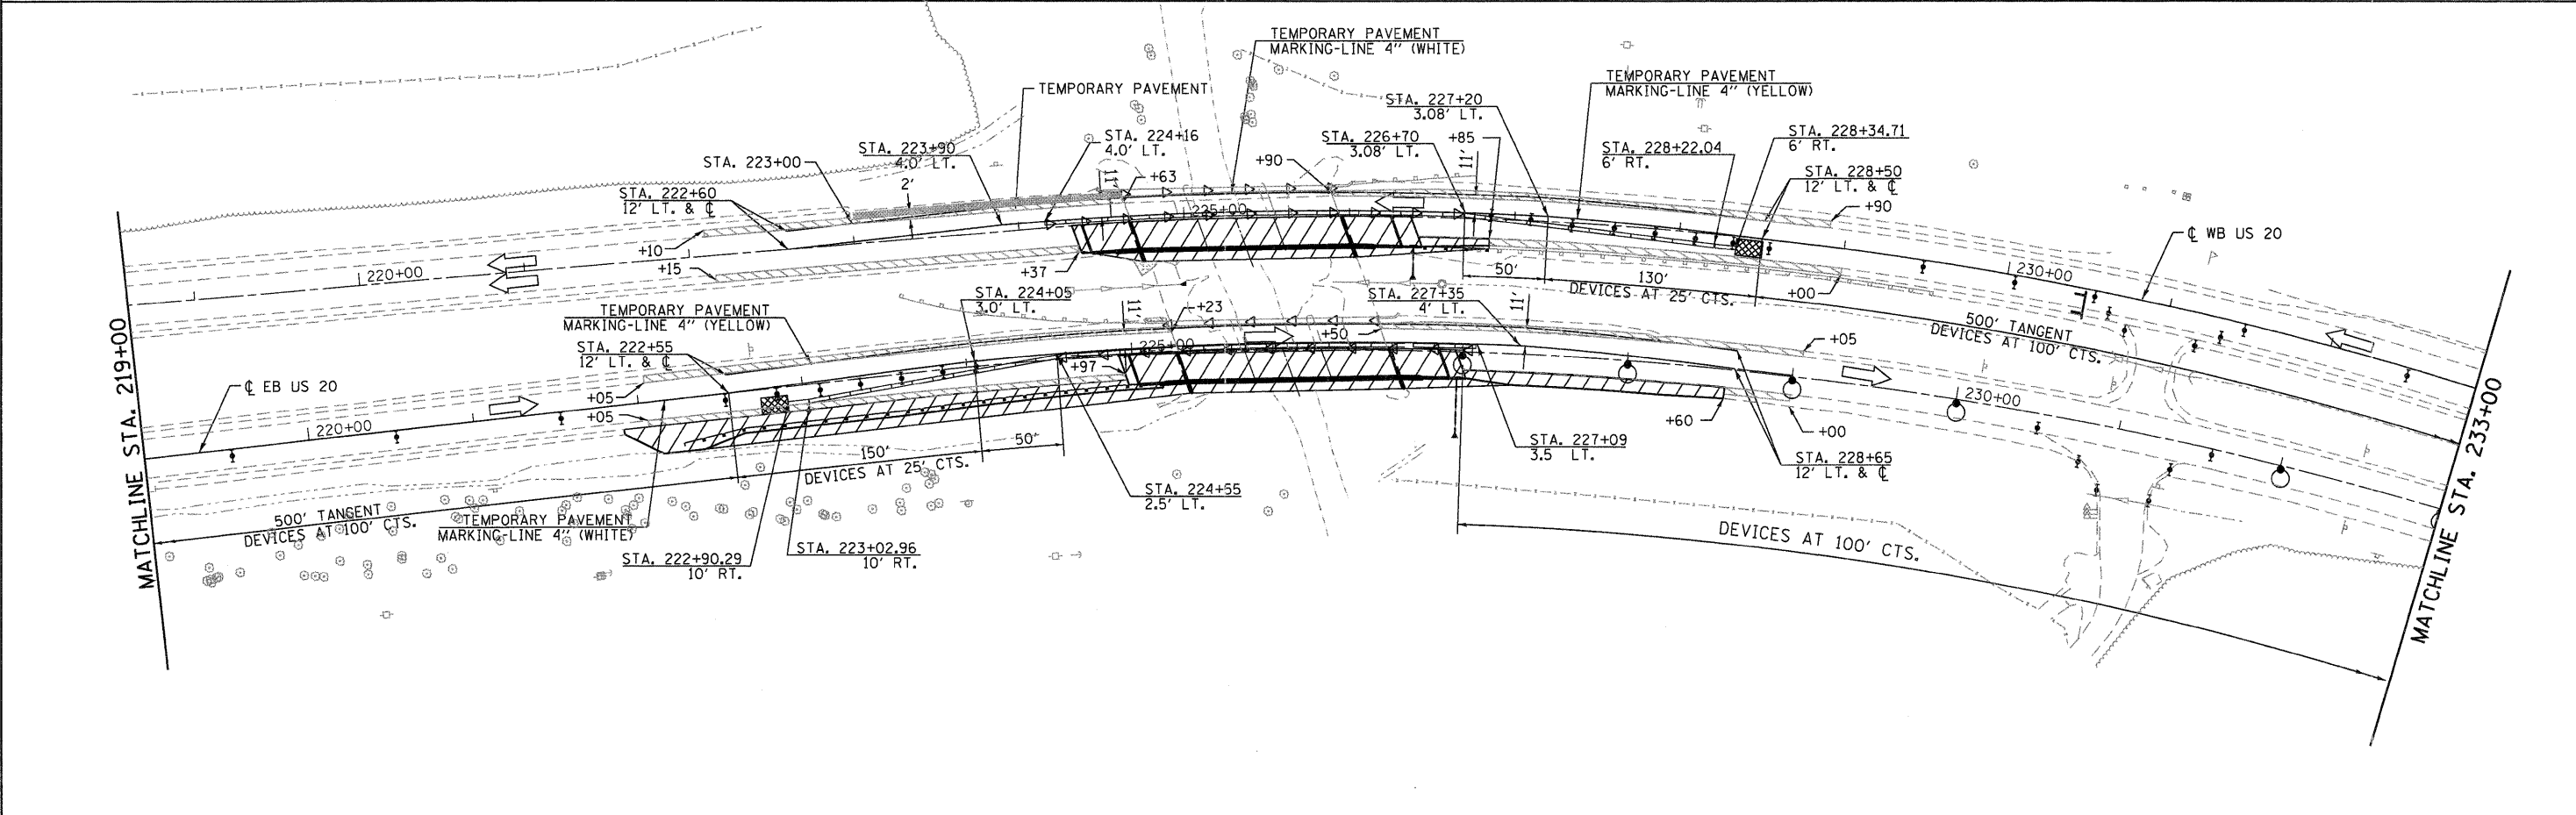 TEMPORARY PAVEMENT
MARKING-LINE 4" (WHITE)
TEMPORARY PAVEMENT
TEMPORARY PAVEMENT
MARKING-LINE 4" (YELLOW)
STA. 227+20
3.08' LT.
STA. 224+16
4.0' LT.
STA. 226+70
3.08' LT.
+85
11'
STA. 228+34.71
6' RT.
STA. 228+22.04
6' RT.
STA. 223+90
4.0' LT.
STA. 223+00
+90
11'
+63
STA. 228+50
12' LT. & ℄
2'
STA. 222+60
12' LT. & ℄
+90
225+00
℄ WB US 20
+10
+15
220+00
+37
50'
130'
DEVICES AT 25' CTS.
+00
230+00
STA. 224+05
3.0' LT.
STA. 227+35
4' LT.
11'
11'
TEMPORARY PAVEMENT
MARKING-LINE 4" (YELLOW)
+23
+50
500' TANGENT
DEVICES AT 100' CTS.
STA. 222+55
12' LT. & ℄
225+00
+05
+97
℄ EB US 20
+05
+05
220+00
230+00
+60
+00
50'
150'
DEVICES AT 25' CTS.
STA. 227+09
3.5 LT.
STA. 228+65
12' LT. & ℄
STA. 224+55
2.5' LT.
500' TANGENT
DEVICES AT 100' CTS.
TEMPORARY PAVEMENT
MARKING-LINE 4" (WHITE)
STA. 222+90.29
10' RT.
STA. 223+02.96
10' RT.
DEVICES AT 100' CTS.
MATCHLINE STA. 219+00
MATCHLINE STA. 233+00